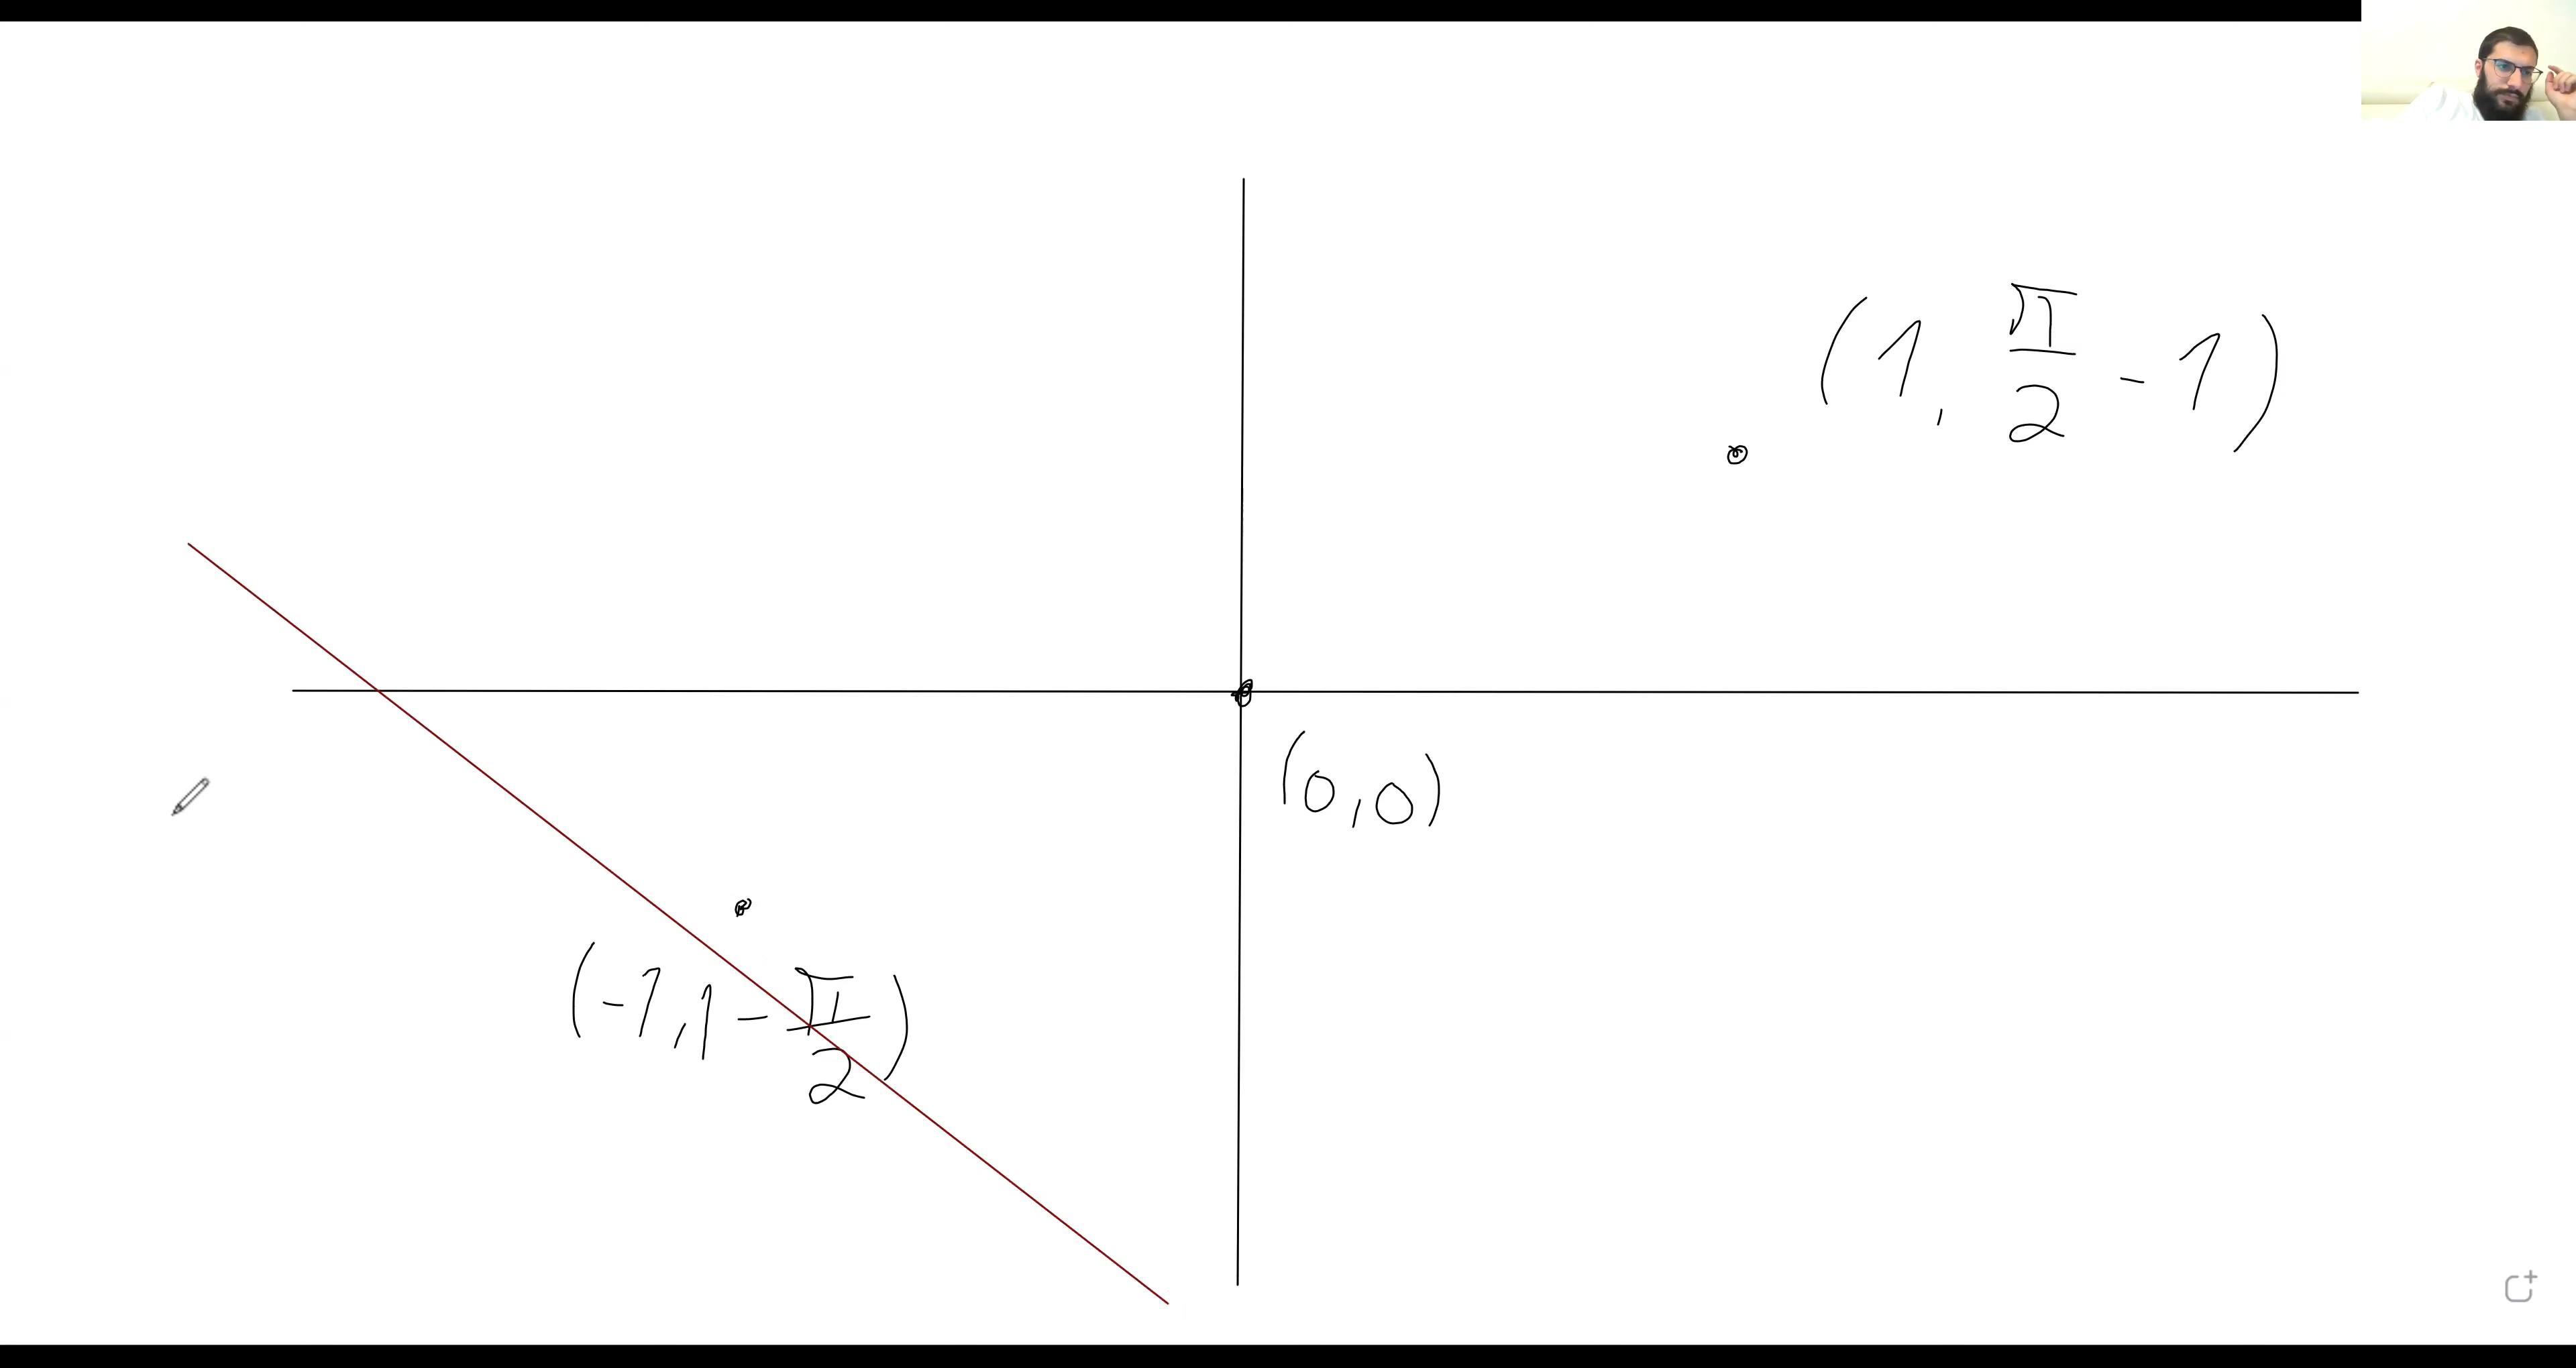 (1, π/2 - 1)
(0,0)
(-1, 1 - π/2)